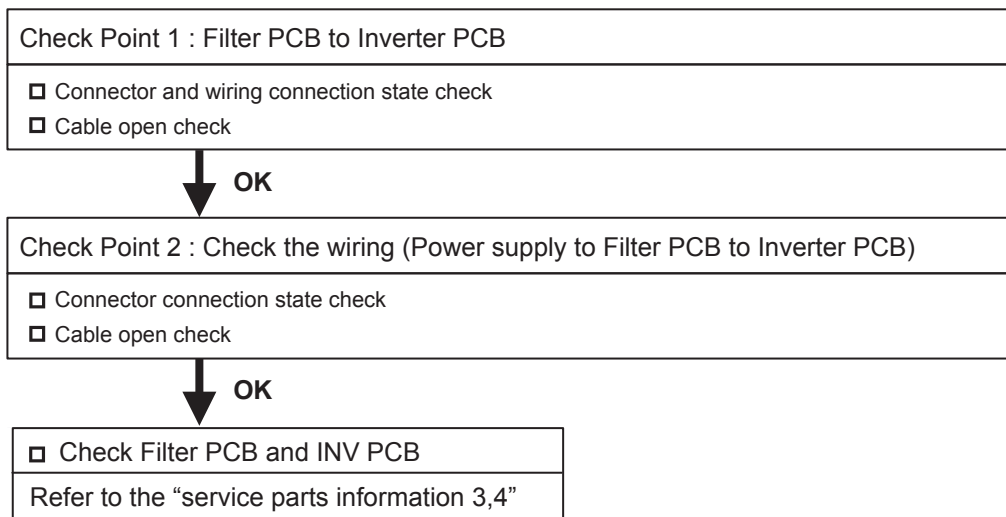 Check Point 1 : Filter PCB to Inverter PCB
Connector and wiring connection state check
Cable open check
OK
Check Point 2 : Check the wiring (Power supply to Filter PCB to Inverter PCB)
Connector connection state check
Cable open check
OK
Check Filter PCB and INV PCB
Refer to the “service parts information 3,4”